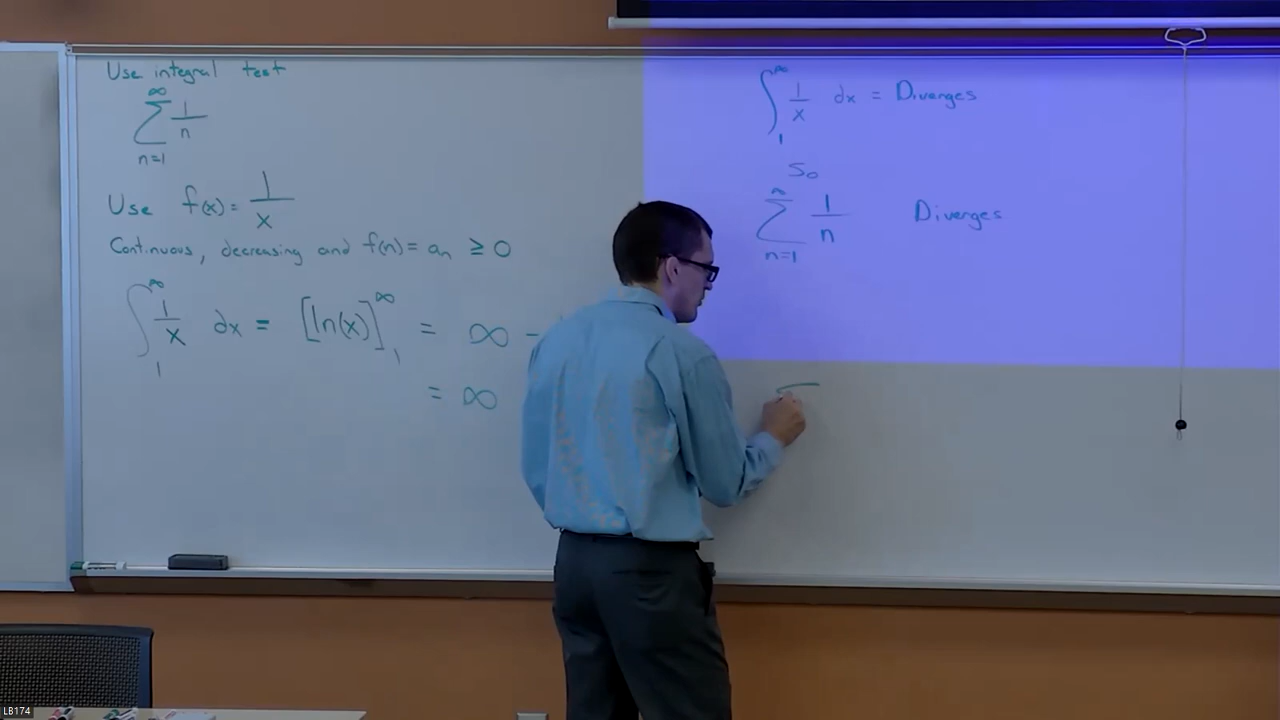 Use integral test
∞
∑ 1/n
n=1
Use f(x) = 1/x
Continuous, decreasing and f(n) = aₙ ≥ 0
∫₁^∞ 1/x dx = [ln(x)]₁^∞ = ∞ -
= ∞
∫₁^∞ 1/x dx = Diverges
So
∞
∑ 1/n Diverges
n=1
LB174